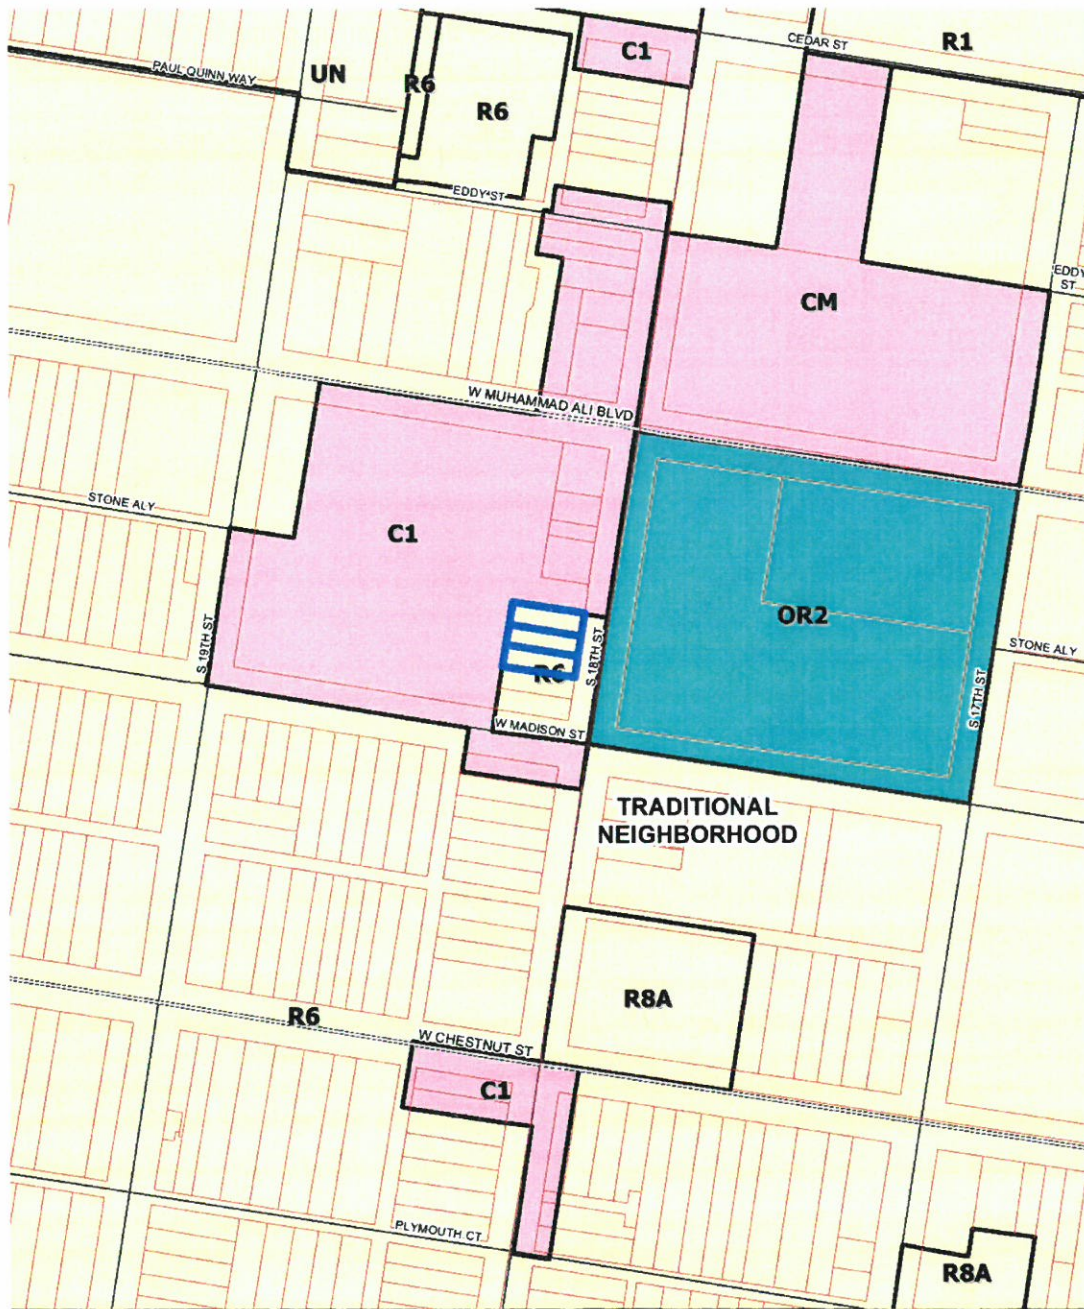 C1
CEDAR ST
R1
PAUL QUINN WAY
UN
R6
R6
EDDY ST
EDDY
ST
CM
W MUHAMMAD ALI BLVD
STONE ALY
C1
OR2
S 19TH ST
S 18TH ST
R6
STONE ALY
S 17TH ST
W MADISON ST
TRADITIONAL
NEIGHBORHOOD
R8A
R6
W CHESTNUT ST
C1
PLYMOUTH CT
R8A